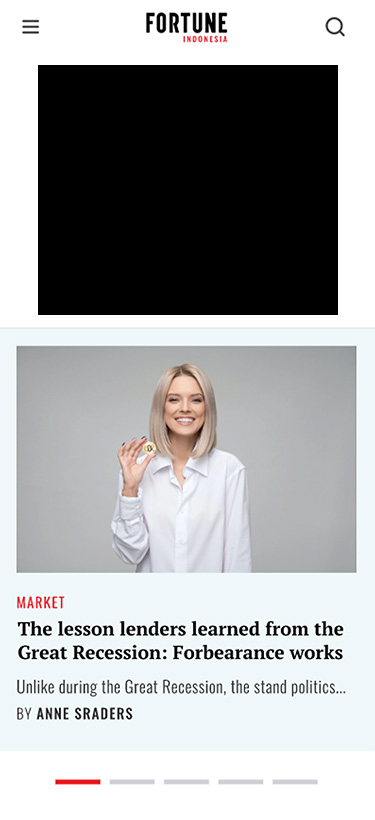 FORTUNE
INDONESIA
MARKET
The lesson lenders learned from the
Great Recession: Forbearance works
Unlike during the Great Recession, the stand politics...
BY ANNE SRADERS